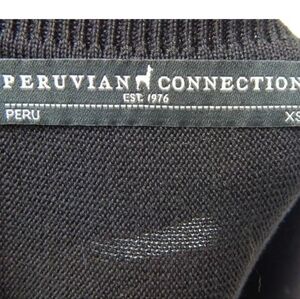 PERUVIAN CONNECTION
EST. 1976
PERU XS